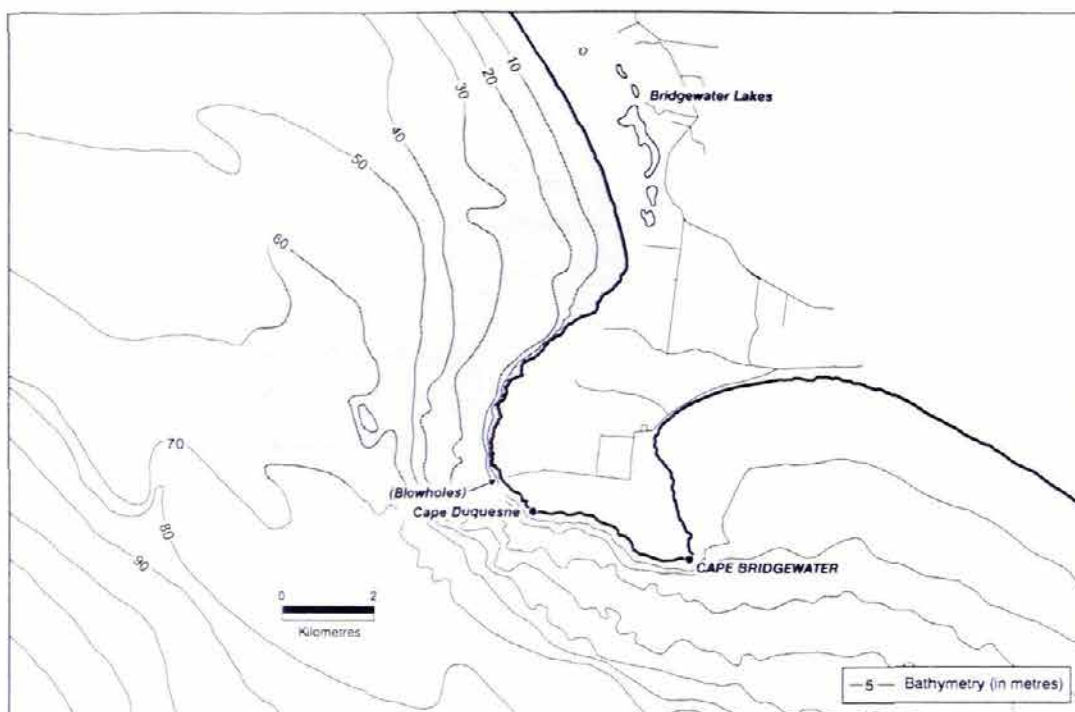 10
20
30
40
50
60
70
80
90
Bridgewater Lakes
(Blowholes)
Cape Duquesne
CAPE BRIDGEWATER
0 2
Kilometres
—5— Bathymetry (in metres)